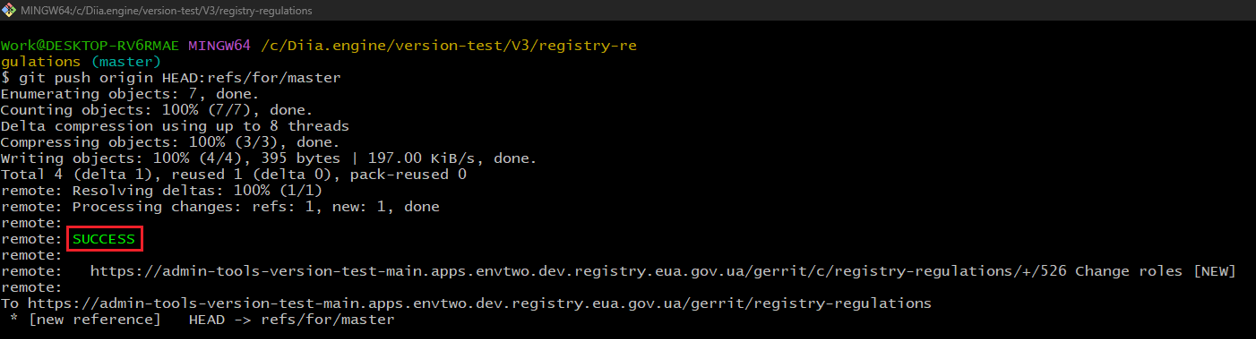 MINGW64:/c/Diia.engine/version-test/V3/registry-regulations
Work@DESKTOP-RV6RMAE MINGW64 /c/Diia.engine/version-test/V3/registry-re
gulations (master)
$ git push origin HEAD:refs/for/master
Enumerating objects: 7, done.
Counting objects: 100% (7/7), done.
Delta compression using up to 8 threads
Compressing objects: 100% (3/3), done.
Writing objects: 100% (4/4), 395 bytes | 197.00 KiB/s, done.
Total 4 (delta 1), reused 1 (delta 0), pack-reused 0
remote: Resolving deltas: 100% (1/1)
remote: Processing changes: refs: 1, new: 1, done
remote:
remote: SUCCESS
remote:
remote:   https://admin-tools-version-test-main.apps.envtwo.dev.registry.eua.gov.ua/gerrit/c/registry-regulations/+/526 Change roles [NEW]
remote:
To https://admin-tools-version-test-main.apps.envtwo.dev.registry.eua.gov.ua/gerrit/registry-regulations
 * [new reference]   HEAD -> refs/for/master